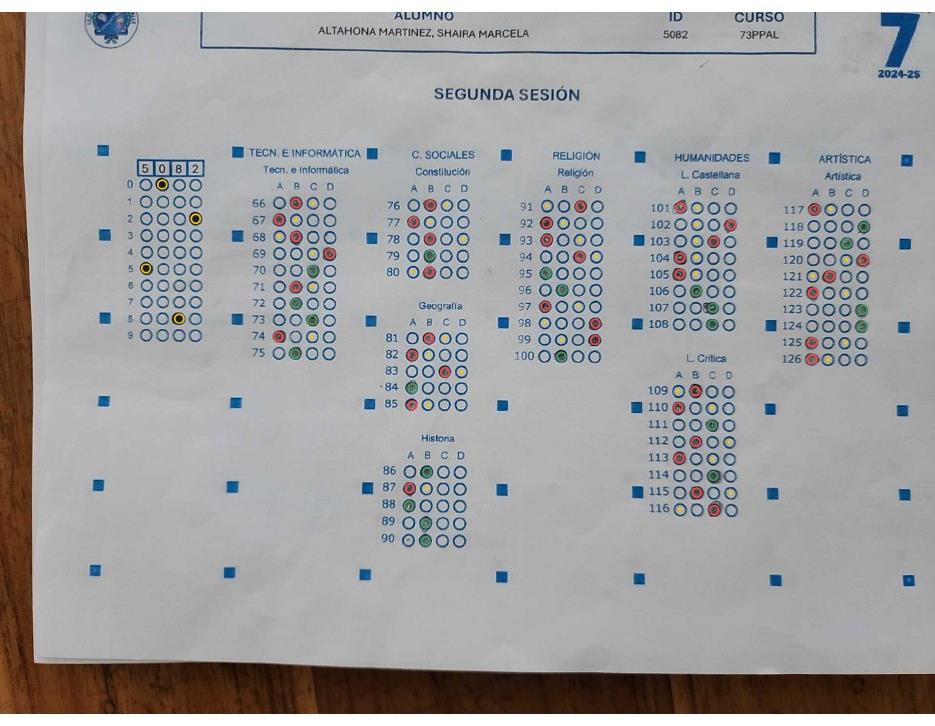 ALUMNO ID CURSO
ALTAHONA MARTINEZ, SHAIRA MARCELA 5082 73PPAL
7
2024-25
SEGUNDA SESIÓN
5 0 8 2
0
1
2
3
4
5
6
7
8
9
TECN. E INFORMÁTICA
Tecn. e Informática
A B C D
66
67
68
69
70
71
72
73
74
75
C. SOCIALES
Constitución
A B C D
76
77
78
79
80
Geografía
A B C D
81
82
83
84
85
Historia
A B C D
86
87
88
89
90
RELIGIÓN
Religión
A B C D
91
92
93
94
95
96
97
98
99
100
HUMANIDADES
L. Castellana
A B C D
101
102
103
104
105
106
107
108
L. Crítica
A B C D
109
110
111
112
113
114
115
116
ARTÍSTICA
Artística
A B C D
117
118
119
120
121
122
123
124
125
126